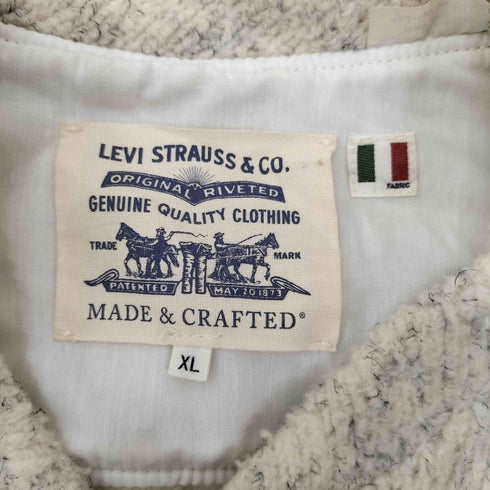 LEVI STRAUSS & CO.
ORIGINAL RIVETED
GENUINE QUALITY CLOTHING
TRADE MARK
PATENTED MAY 20 1873
MADE & CRAFTED®
XL
FABRIC